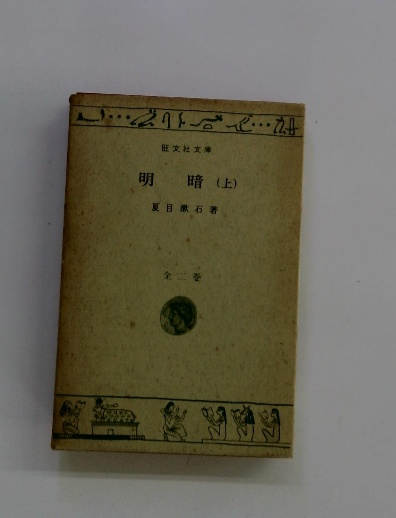 旺文社文庫
明 暗 (上)
夏目漱石著
全二巻